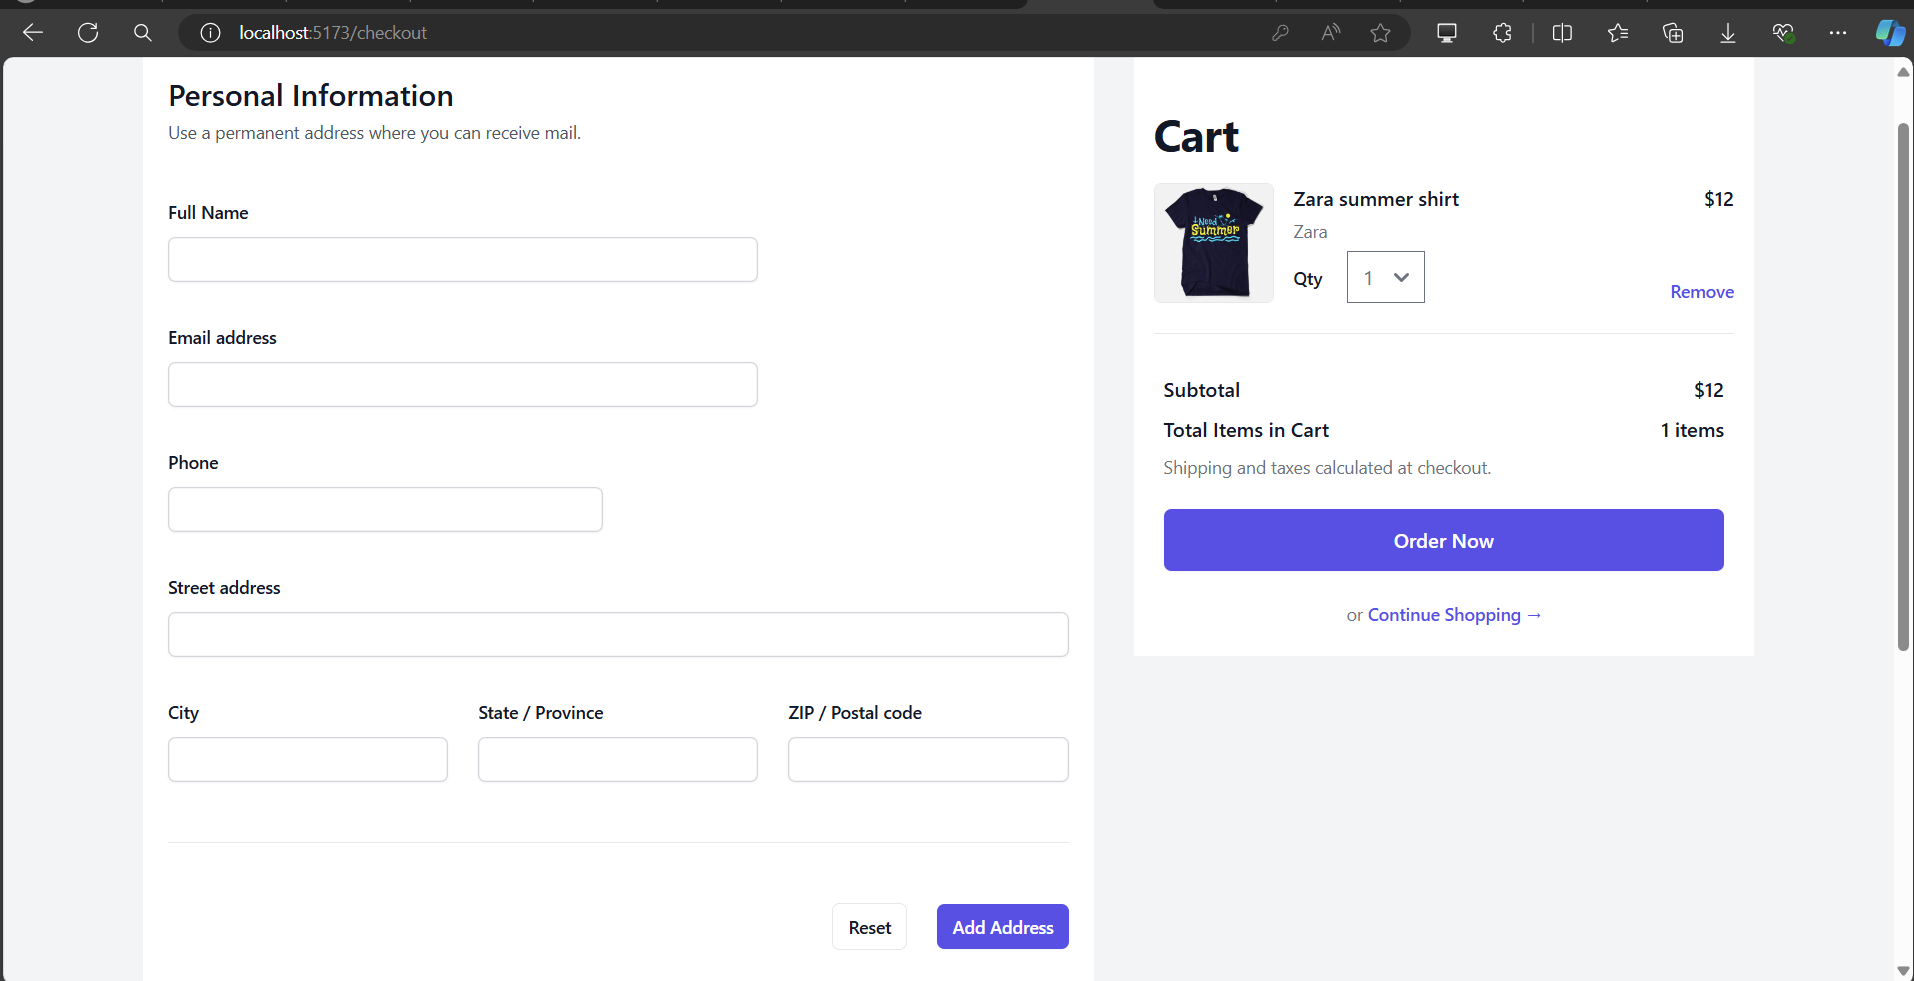 localhost:5173/checkout
Personal Information
Use a permanent address where you can receive mail.
Full Name
Email address
Phone
Street address
City
State / Province
ZIP / Postal code
Reset
Add Address
Cart
I Need
Summer
Zara summer shirt
$12
Zara
Qty
1
Remove
Subtotal
$12
Total Items in Cart
1 items
Shipping and taxes calculated at checkout.
Order Now
or Continue Shopping →